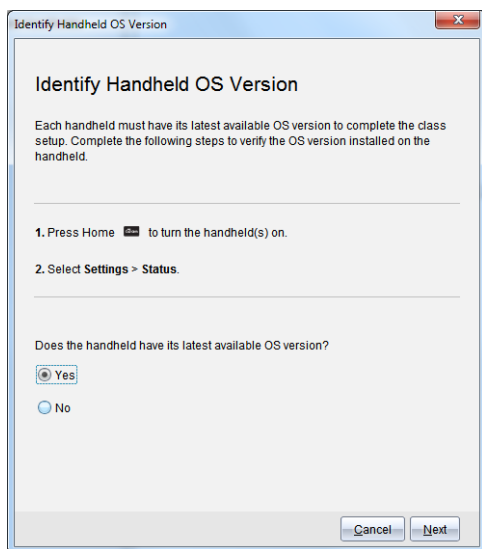 Identify Handheld OS Version
Identify Handheld OS Version
Each handheld must have its latest available OS version to complete the class
setup. Complete the following steps to verify the OS version installed on the
handheld.
1. Press Home to turn the handheld(s) on.
2. Select Settings > Status.
Does the handheld have its latest available OS version?
Yes
No
Cancel Next